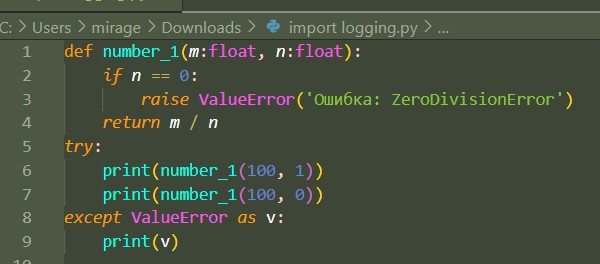 C: > Users > mirage > Downloads > import logging.py > ...
1 def number_1(m:float, n:float):
2     if n == 0:
3         raise ValueError('Ошибка: ZeroDivisionError')
4     return m / n
5 try:
6     print(number_1(100, 1))
7     print(number_1(100, 0))
8 except ValueError as v:
9     print(v)